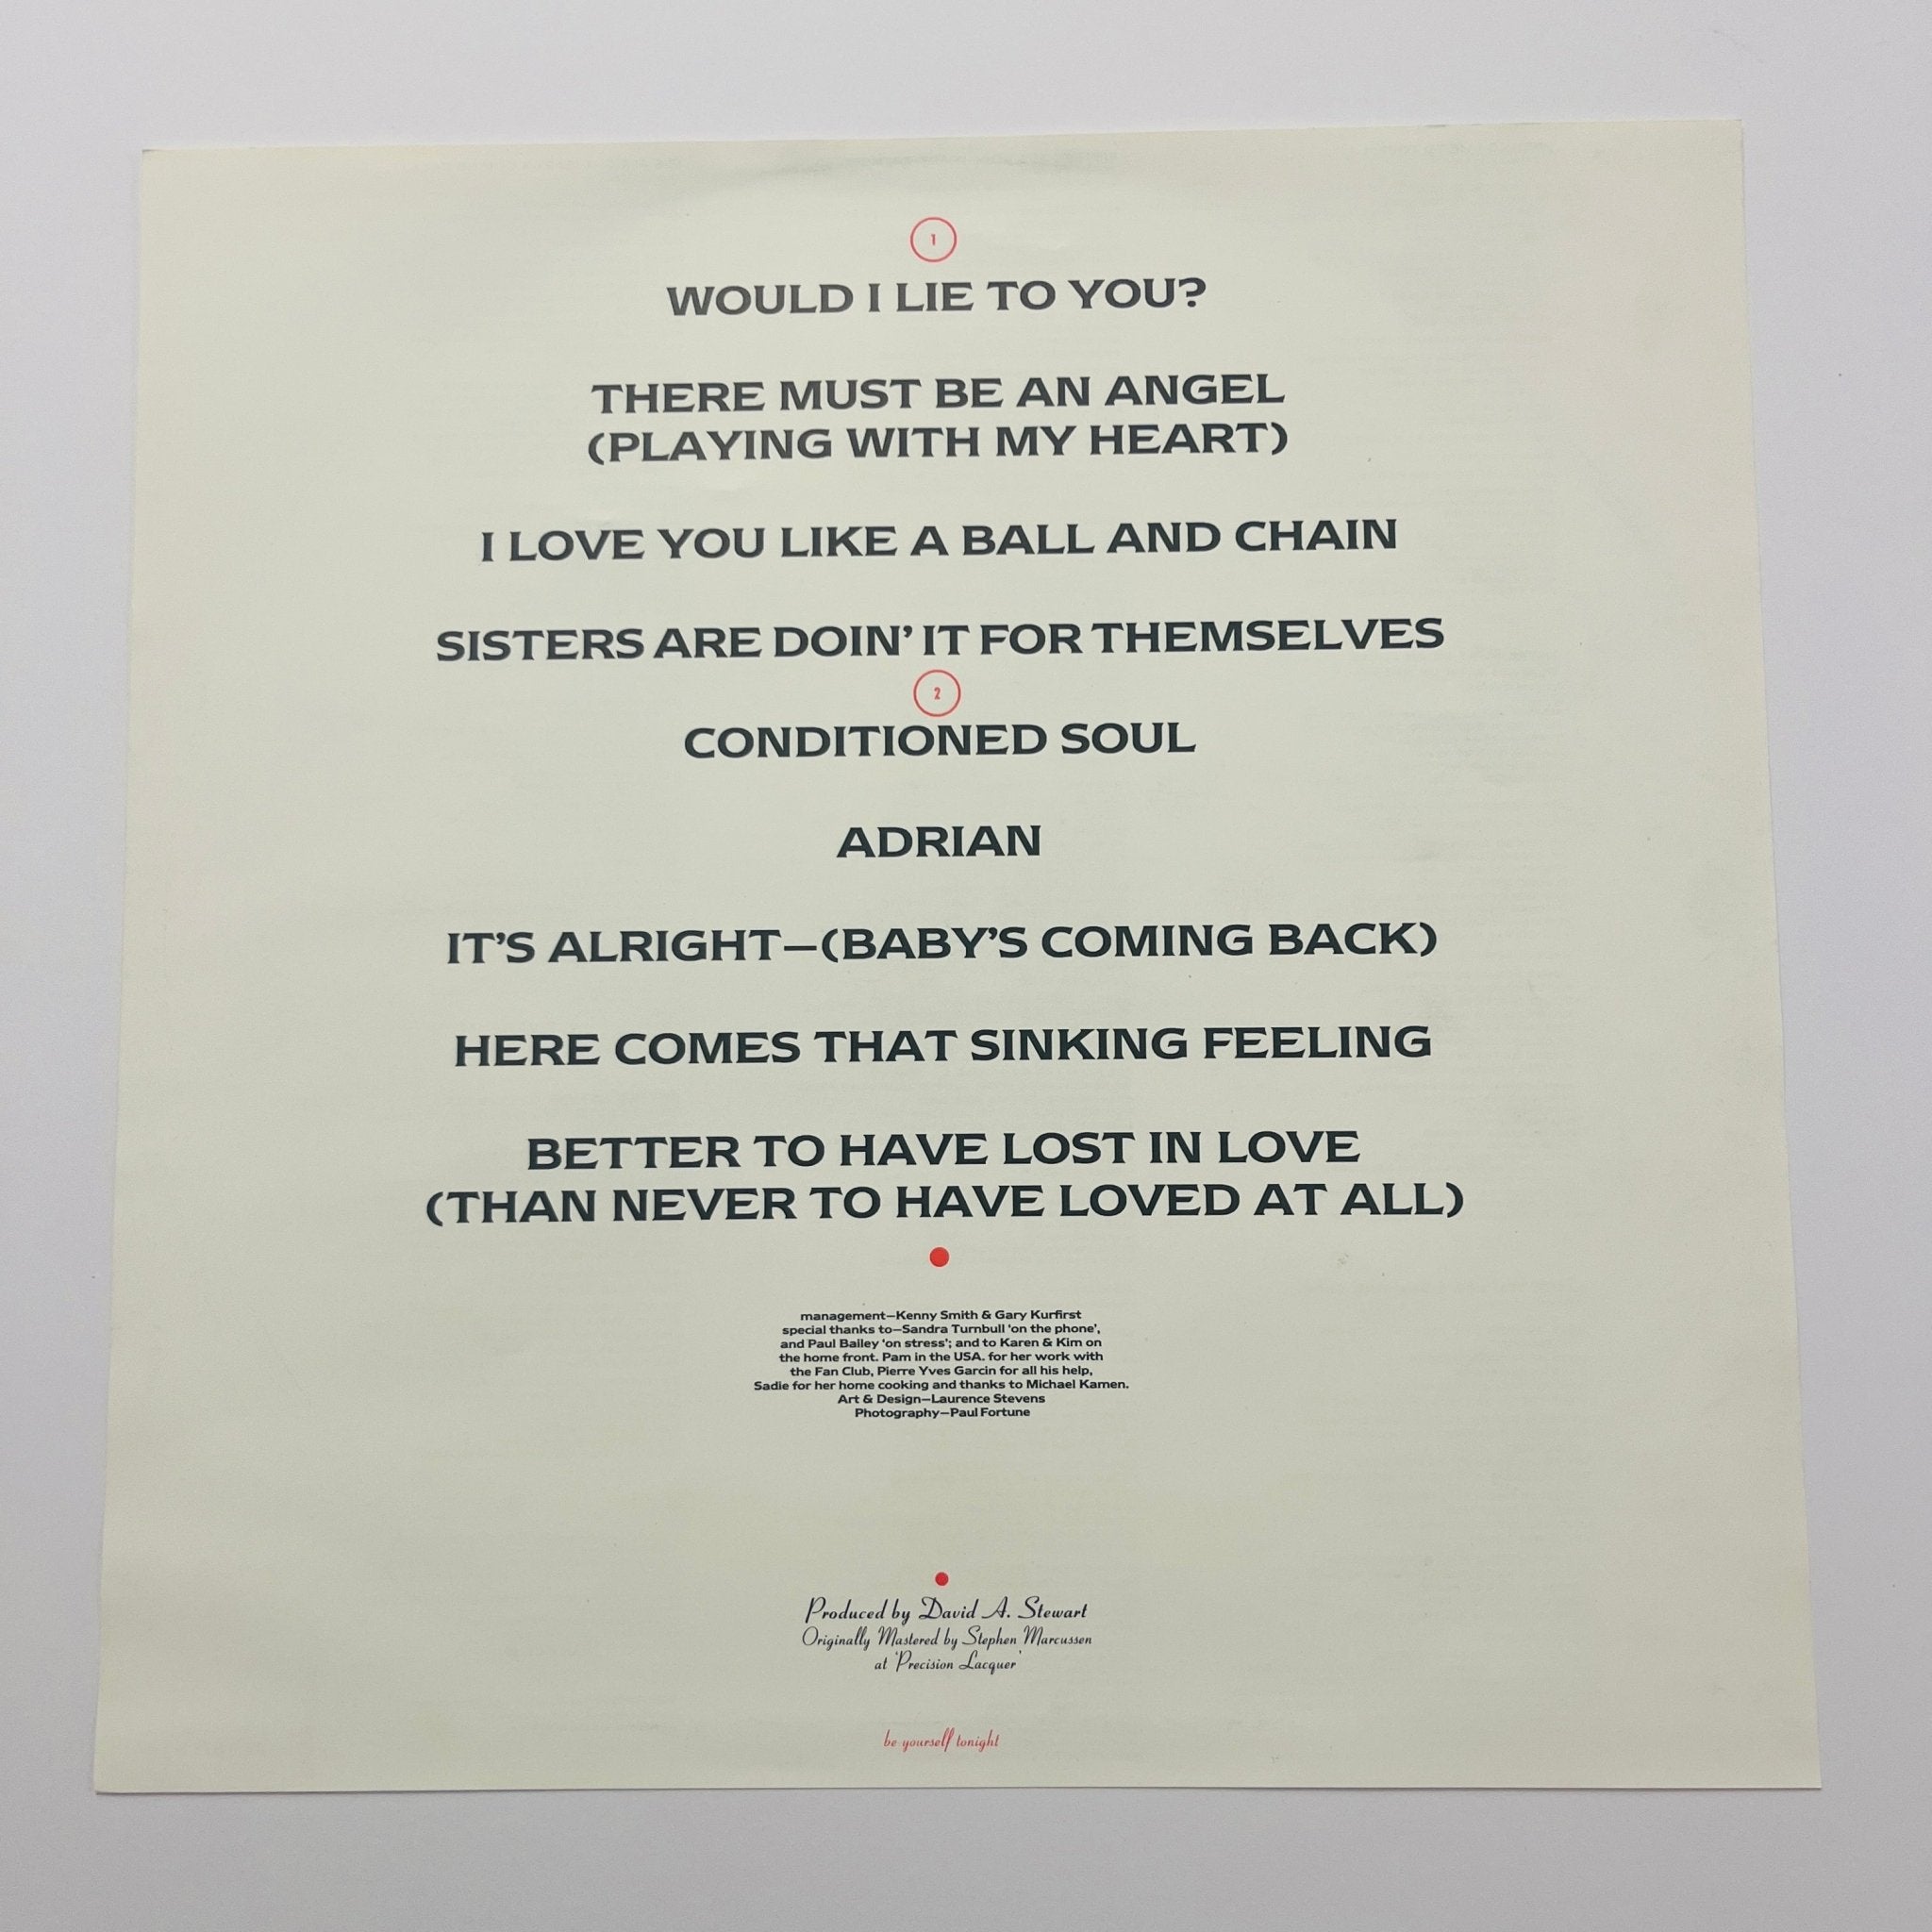 1
WOULD I LIE TO YOU?
THERE MUST BE AN ANGEL
(PLAYING WITH MY HEART)
I LOVE YOU LIKE A BALL AND CHAIN
SISTERS ARE DOIN’ IT FOR THEMSELVES
2
CONDITIONED SOUL
ADRIAN
IT’S ALRIGHT—(BABY’S COMING BACK)
HERE COMES THAT SINKING FEELING
BETTER TO HAVE LOST IN LOVE
(THAN NEVER TO HAVE LOVED AT ALL)
management—Kenny Smith & Gary Kurfirst
special thanks to—Sandra Turnbull ‘on the phone’,
and Paul Bailey ‘on stress’; and to Karen & Kim on
the home front. Pam in the USA. for her work with
the Fan Club, Pierre Yves Garcin for all his help,
Sadie for her home cooking and thanks to Michael Kamen.
Art & Design—Laurence Stevens
Photography—Paul Fortune
Produced by David A. Stewart
Originally Mastered by Stephen Marcussen
at ‘Precision Lacquer’
be yourself tonight